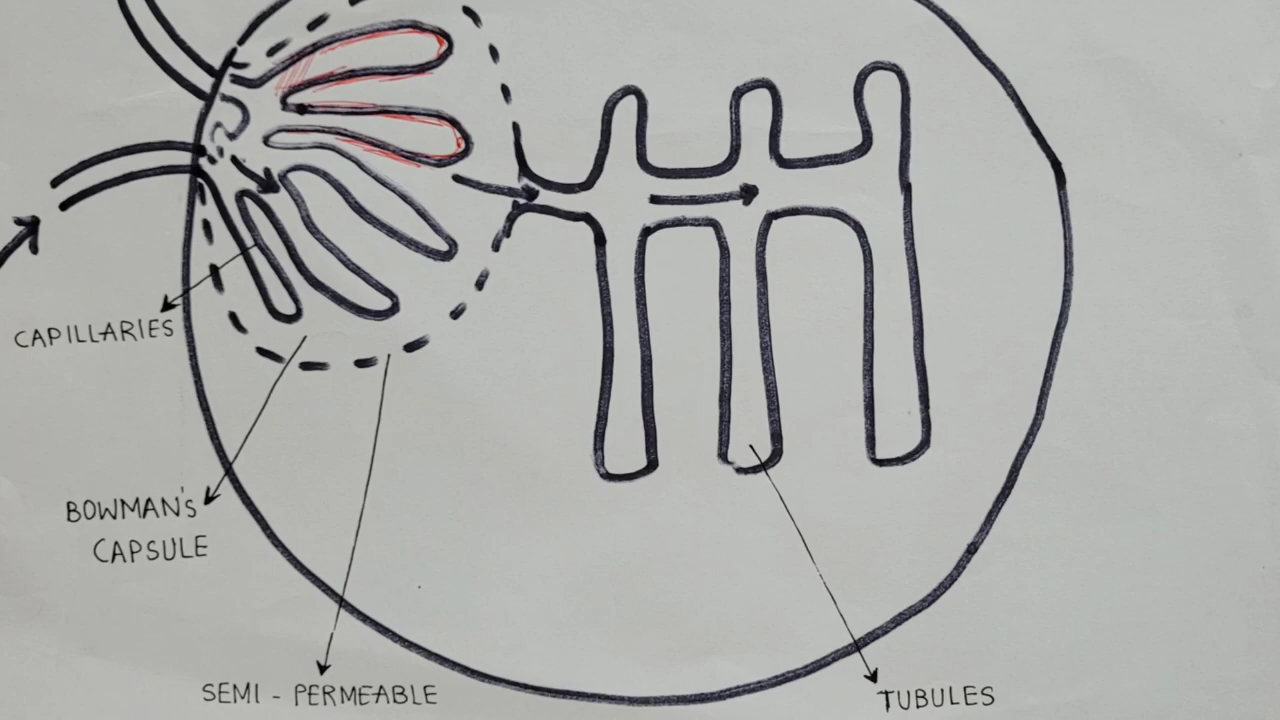 CAPILLARIES
BOWMAN's
CAPSULE
SEMI - PERMEABLE
TUBULES